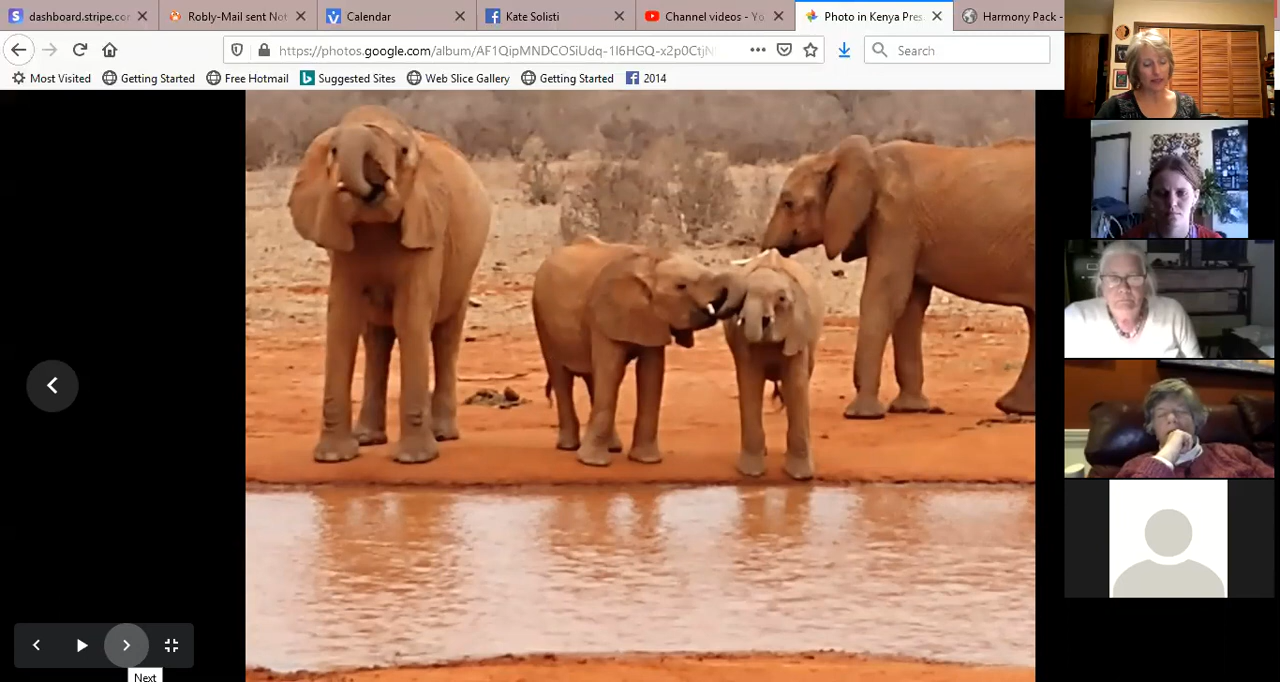 dashboard.stripe.cor
Robly-Mail sent Not
Calendar
Kate Solisti
Channel videos - Yo
Photo in Kenya Pres
Harmony Pack -
https://photos.google.com/album/AF1QipMNDCOSiUdq-1I6HGQ-x2p0CtjN
Search
Most Visited
Getting Started
Free Hotmail
Suggested Sites
Web Slice Gallery
Getting Started
2014
Next